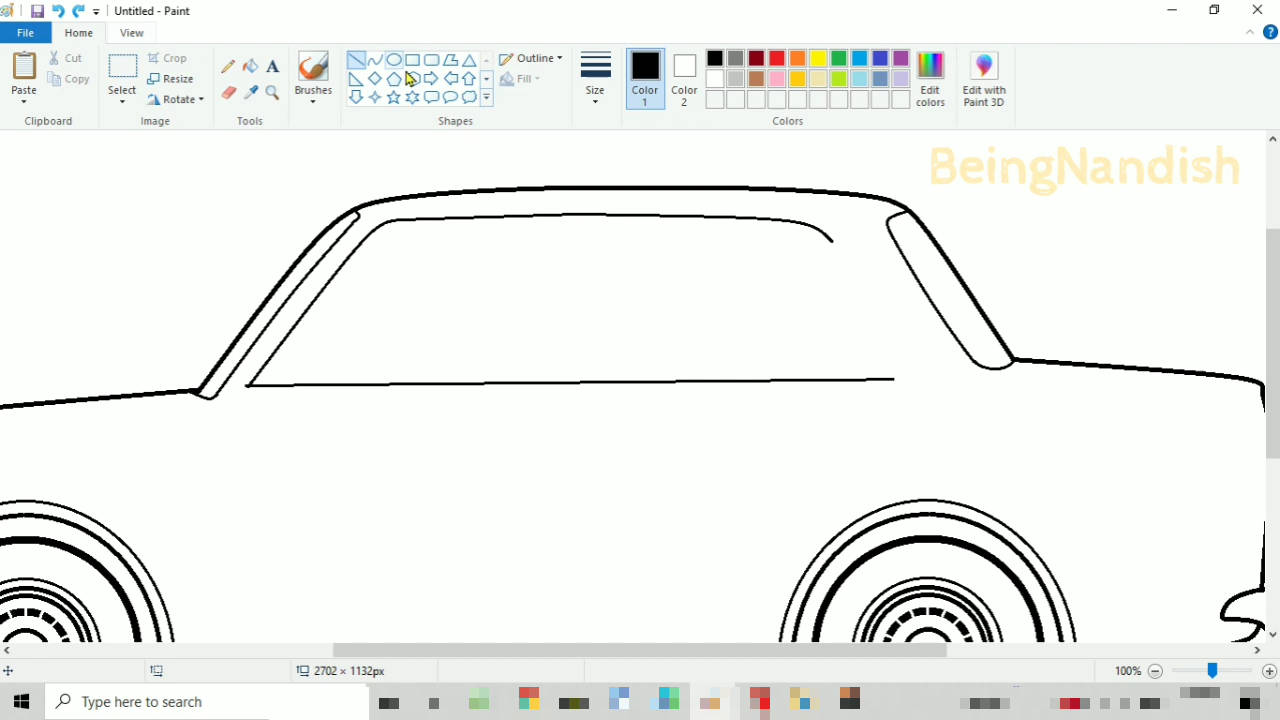 Untitled - Paint
File
Home
View
Paste
Cut
Copy
Clipboard
Select
Crop
Resize
Rotate
Image
A
Tools
Brushes
Shapes
Outline
Fill
Size
Color 1
Color 2
Edit colors
Colors
Edit with Paint 3D
BeingNandish
2702 × 1132px
100%
Type here to search